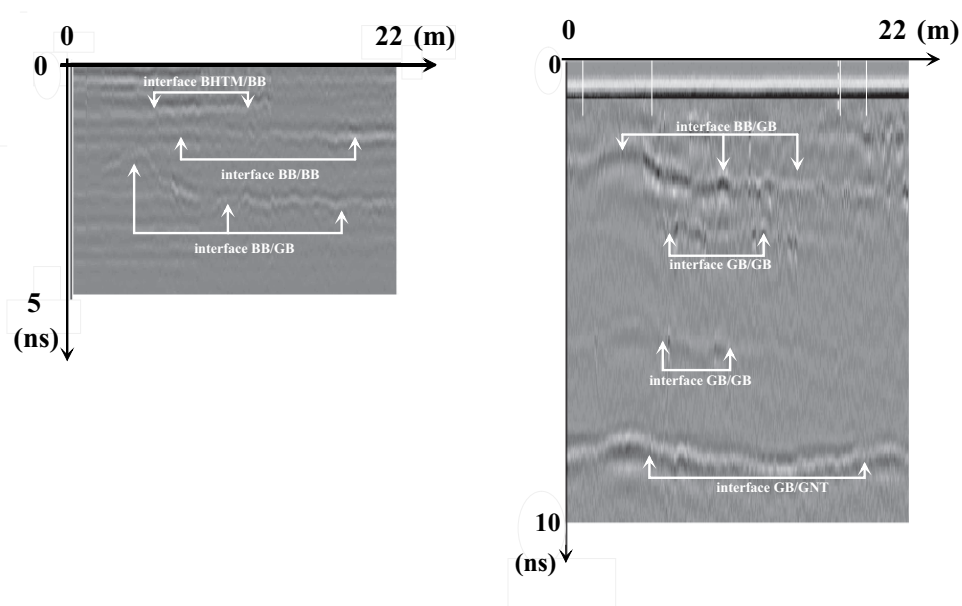 0 22 (m)
0
interface BHTM/BB
interface BB/BB
interface BB/GB
5
(ns)
0 22 (m)
0
interface BB/GB
interface GB/GB
interface GB/GB
interface GB/GNT
10
(ns)